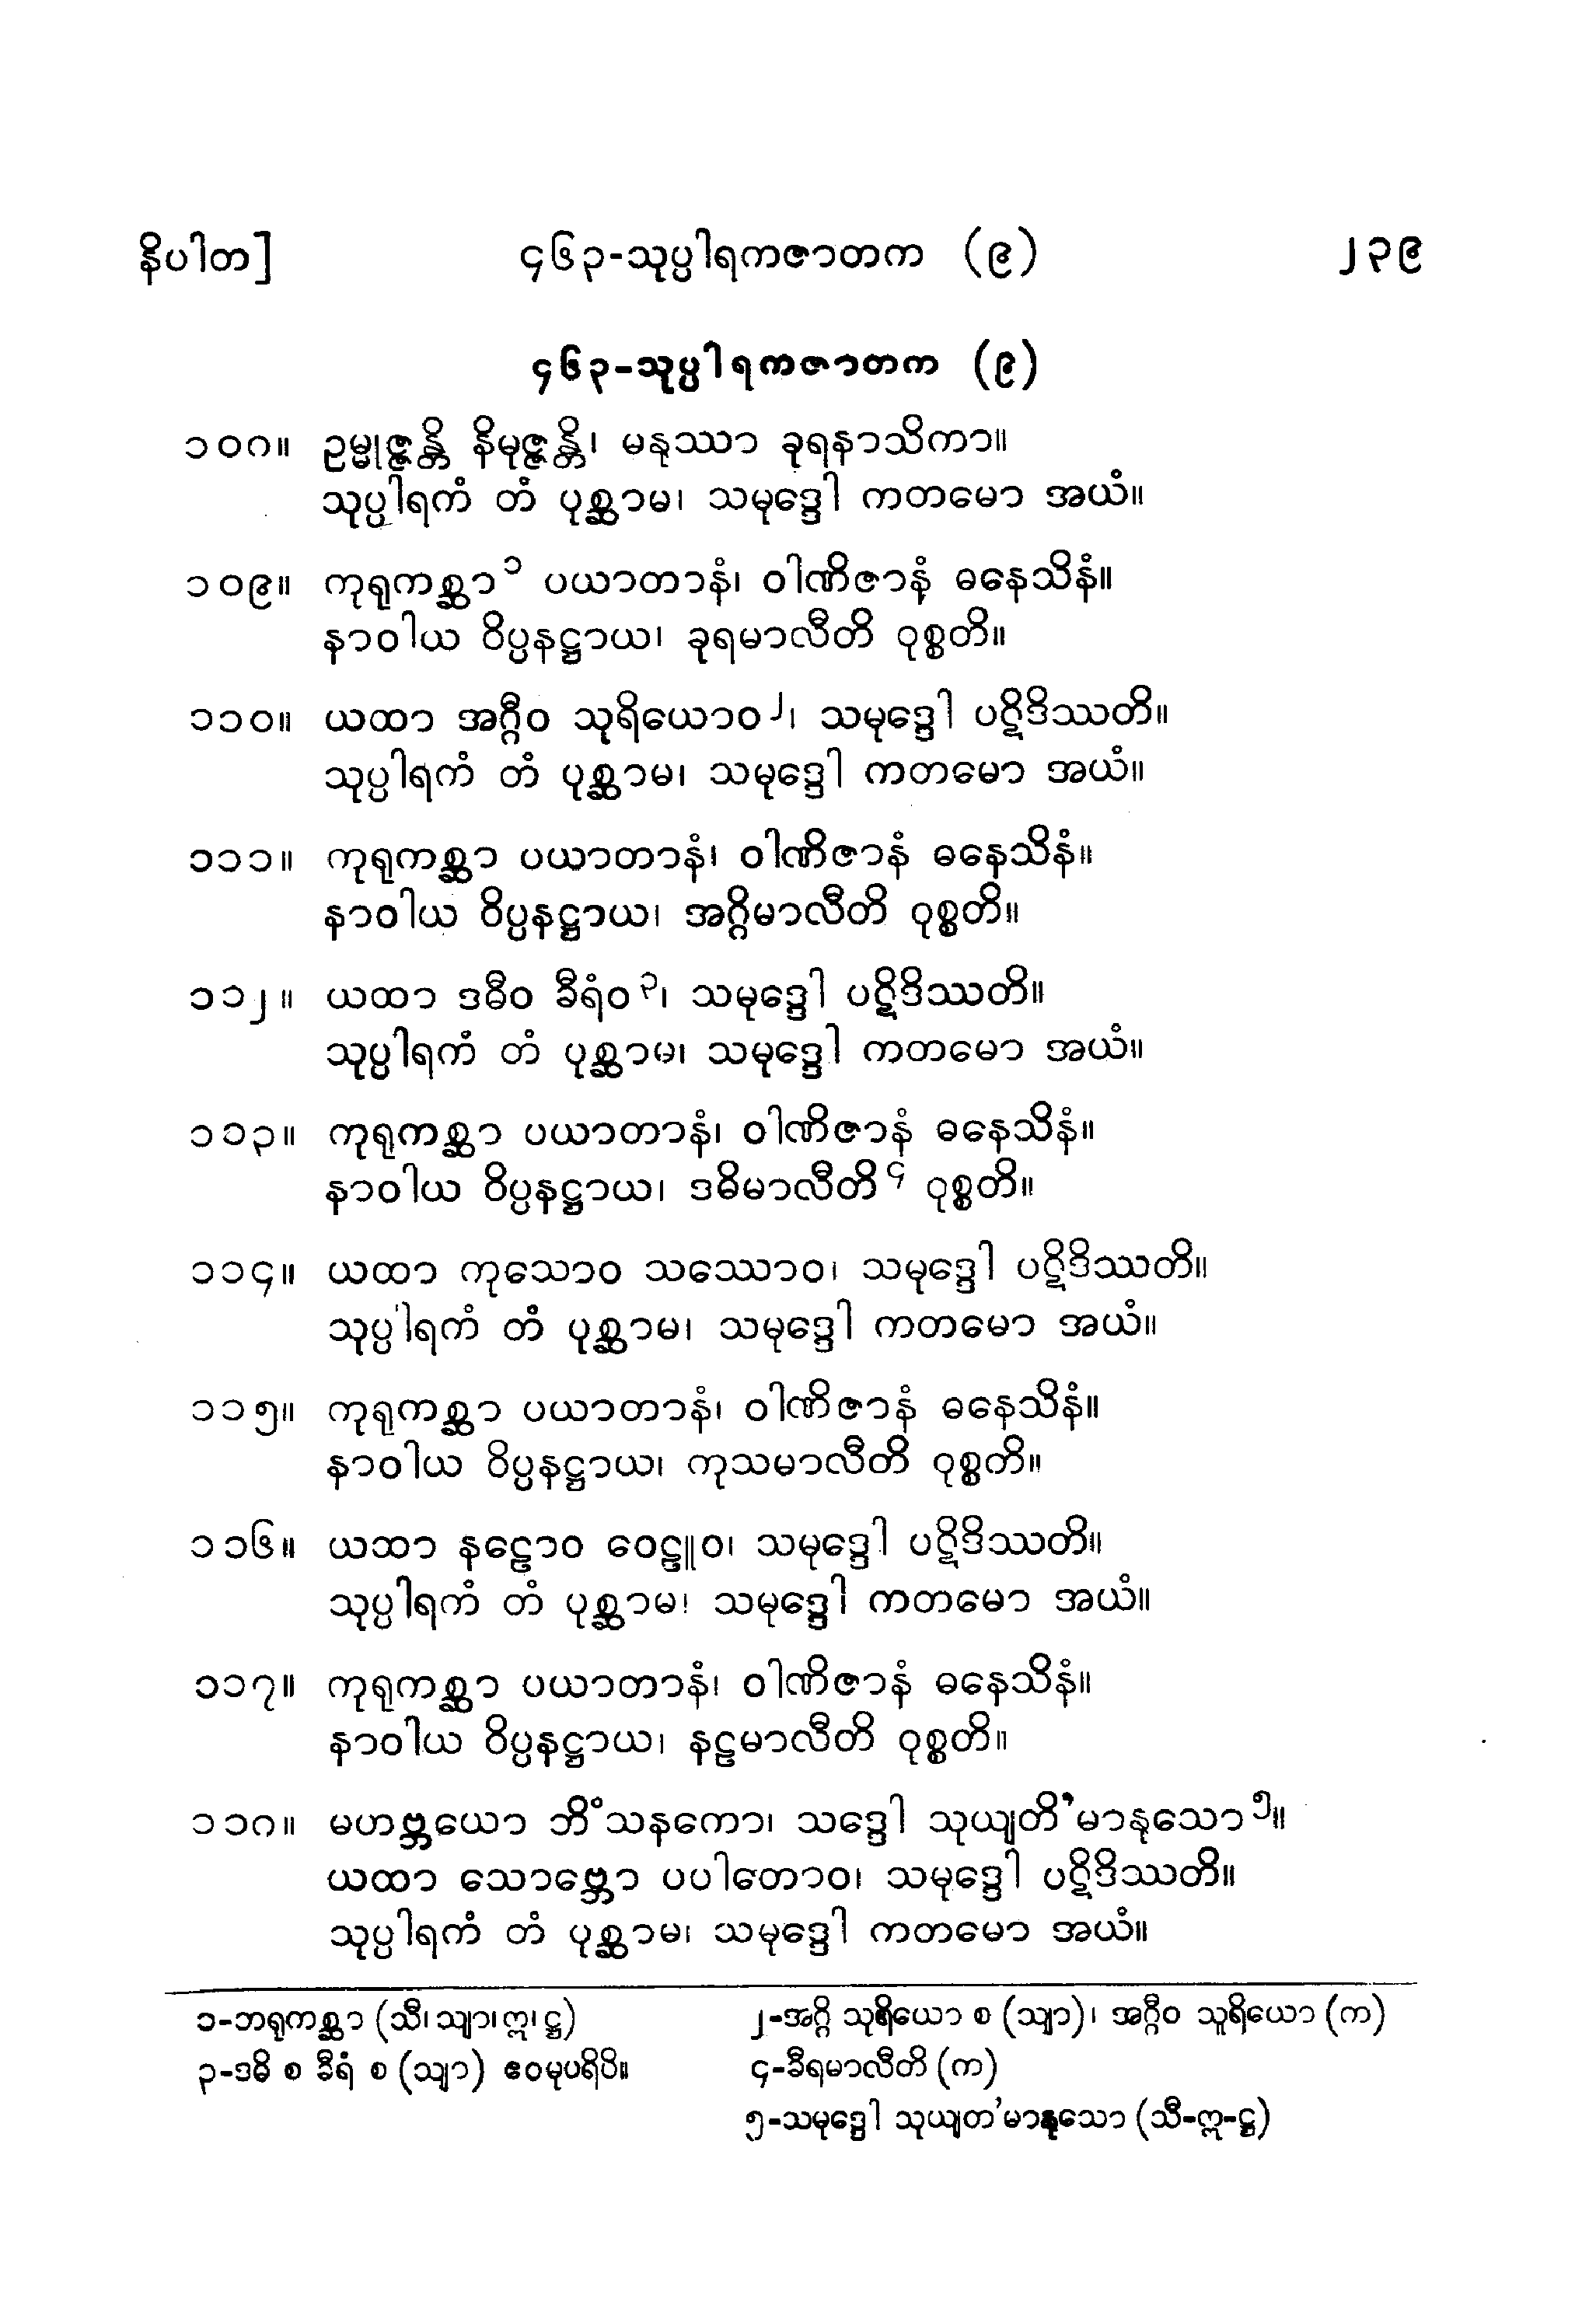 နိပါတ]	၄၆၃-သုပ္ပါရကဇာတက (၉)	၂၃၉
၄၆၃-သုပ္ပါရကဇာတက (၉)
၁၀၈။ ဥမ္မုဇ္ဇန္တိ နိမုဇ္ဇန္တိ၊ မနုဿာ ခုရနာသိကာ။
သုပ္ပါရကံ တံ ပုစ္ဆာမ၊ သမုဒ္ဒေါ ကတမော အယံ။
၁၀၉။ ကုရုကစ္ဆာ၁ ပယာတာနံ၊ ဝါဏိဇာနံ ဓနေသိနံ။
နာဝါယ ဝိပ္ပနဋ္ဌာယ၊ ခုရမာလီတိ ဝုစ္စတိ။
၁၁၀။ ယထာ အဂ္ဂီဝ သုရိယောဝ၂၊ သမုဒ္ဒေါ ပဋိဒိဿတိ။
သုပ္ပါရကံ တံ ပုစ္ဆာမ၊ သမုဒ္ဒေါ ကတမော အယံ။
၁၁၁။ ကုရုကစ္ဆာ ပယာတာနံ၊ ဝါဏိဇာနံ ဓနေသိနံ။
နာဝါယ ဝိပ္ပနဋ္ဌာယ၊ အဂ္ဂိမာလီတိ ဝုစ္စတိ။
၁၁၂။ ယထာ ဒဓီဝ ခီရံဝ၃၊ သမုဒ္ဒေါ ပဋိဒိဿတိ။
သုပ္ပါရကံ တံ ပုစ္ဆာမ၊ သမုဒ္ဒေါ ကတမော အယံ။
၁၁၃။ ကုရုကစ္ဆာ ပယာတာနံ၊ ဝါဏိဇာနံ ဓနေသိနံ။
နာဝါယ ဝိပ္ပနဋ္ဌာယ၊ ဒဓိမာလီတိ၄ ဝုစ္စတိ။
၁၁၄။ ယထာ ကုသောဝ သဿောဝ၊ သမုဒ္ဒေါ ပဋိဒိဿတိ။
သုပ္ပါရကံ တံ ပုစ္ဆာမ၊ သမုဒ္ဒေါ ကတမော အယံ။
၁၁၅။ ကုရုကစ္ဆာ ပယာတာနံ၊ ဝါဏိဇာနံ ဓနေသိနံ။
နာဝါယ ဝိပ္ပနဋ္ဌာယ၊ ကုသမာလီတိ ဝုစ္စတိ။
၁၁၆။ ယထာ နဠောဝ ဝေဠူဝ၊ သမုဒ္ဒေါ ပဋိဒိဿတိ။
သုပ္ပါရကံ တံ ပုစ္ဆာမ၊ သမုဒ္ဒေါ ကတမော အယံ။
၁၁၇။ ကုရုကစ္ဆာ ပယာတာနံ၊ ဝါဏိဇာနံ ဓနေသိနံ။
နာဝါယ ဝိပ္ပနဋ္ဌာယ၊ နဠမာလီတိ ဝုစ္စတိ။
၁၁၈။ မဟဗ္ဘယော ဘိံသနကော၊ သဒ္ဒေါ သုယျတိ'မာနုသော၅။
ယထာ သောဗ္ဘော ပပါတောဝ၊ သမုဒ္ဒေါ ပဋိဒိဿတိ။
သုပ္ပါရကံ တံ ပုစ္ဆာမ၊ သမုဒ္ဒေါ ကတမော အယံ။
၁-ဘရုကစ္ဆာ (သီ၊ သျာ၊ ဣ၊ ဋ္ဌ)	၂-အဂ္ဂိ သုရိယော စ (သျာ)၊ အဂ္ဂီဝ သူရိယော (က)
၃-ဒဓိ စ ခီရံ စ (သျာ) ဧဝမုပရိပိ။	၄-ခီရမာလီတိ (က)
၅-သမုဒ္ဒေါ သုယျတ'မာနုသော (သီ-ဣ-ဋ္ဌ)